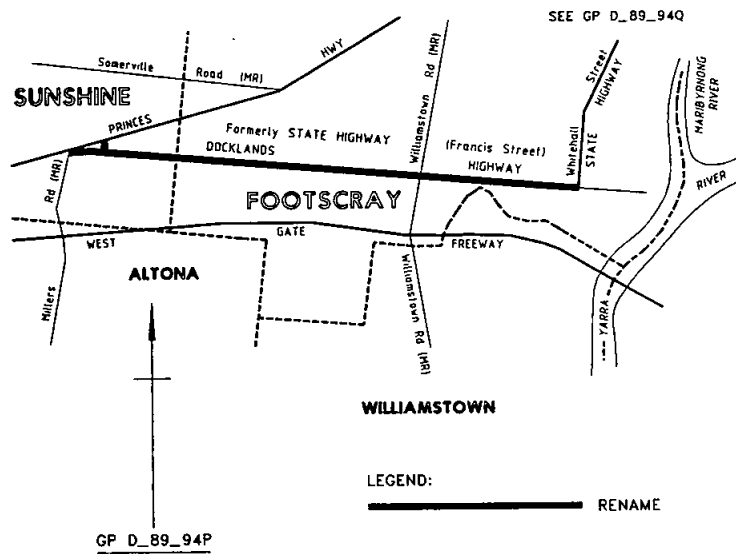 SEE GP D_89_94Q
Somerville Road (MR)
HWY
Williamstown Rd (MR)
Street
HIGHWAY
Whitehall
STATE
MARIBYRNONG
RIVER
SUNSHINE
PRINCES
Formerly STATE HIGHWAY
DOCKLANDS
(Francis Street)
HIGHWAY
RIVER
Millers Rd (MR)
FOOTSCRAY
WEST GATE FREEWAY
YARRA
ALTONA
Williamstown Rd (MR)
WILLIAMSTOWN
LEGEND:
RENAME
GP D_89_94P